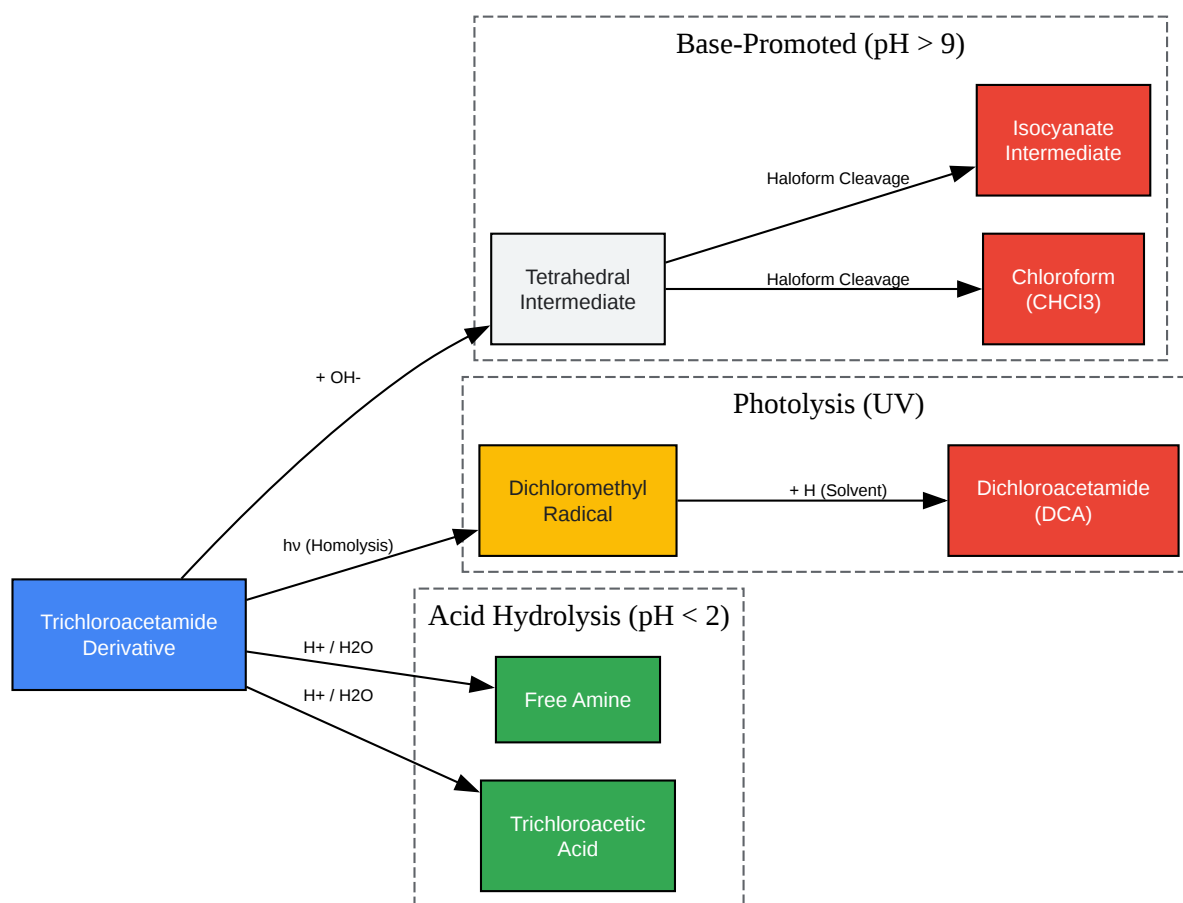 Base-Promoted (pH > 9)
Isocyanate
Intermediate
Haloform Cleavage
Tetrahedral
Intermediate
Haloform Cleavage
Chloroform
(CHCl3)
+ OH-
Photolysis (UV)
Dichloromethyl
Radical
+ H (Solvent)
Dichloroacetamide
(DCA)
hν (Homolysis)
Trichloroacetamide
Derivative
Acid Hydrolysis (pH < 2)
H+ / H2O
Free Amine
H+ / H2O
Trichloroacetic
Acid